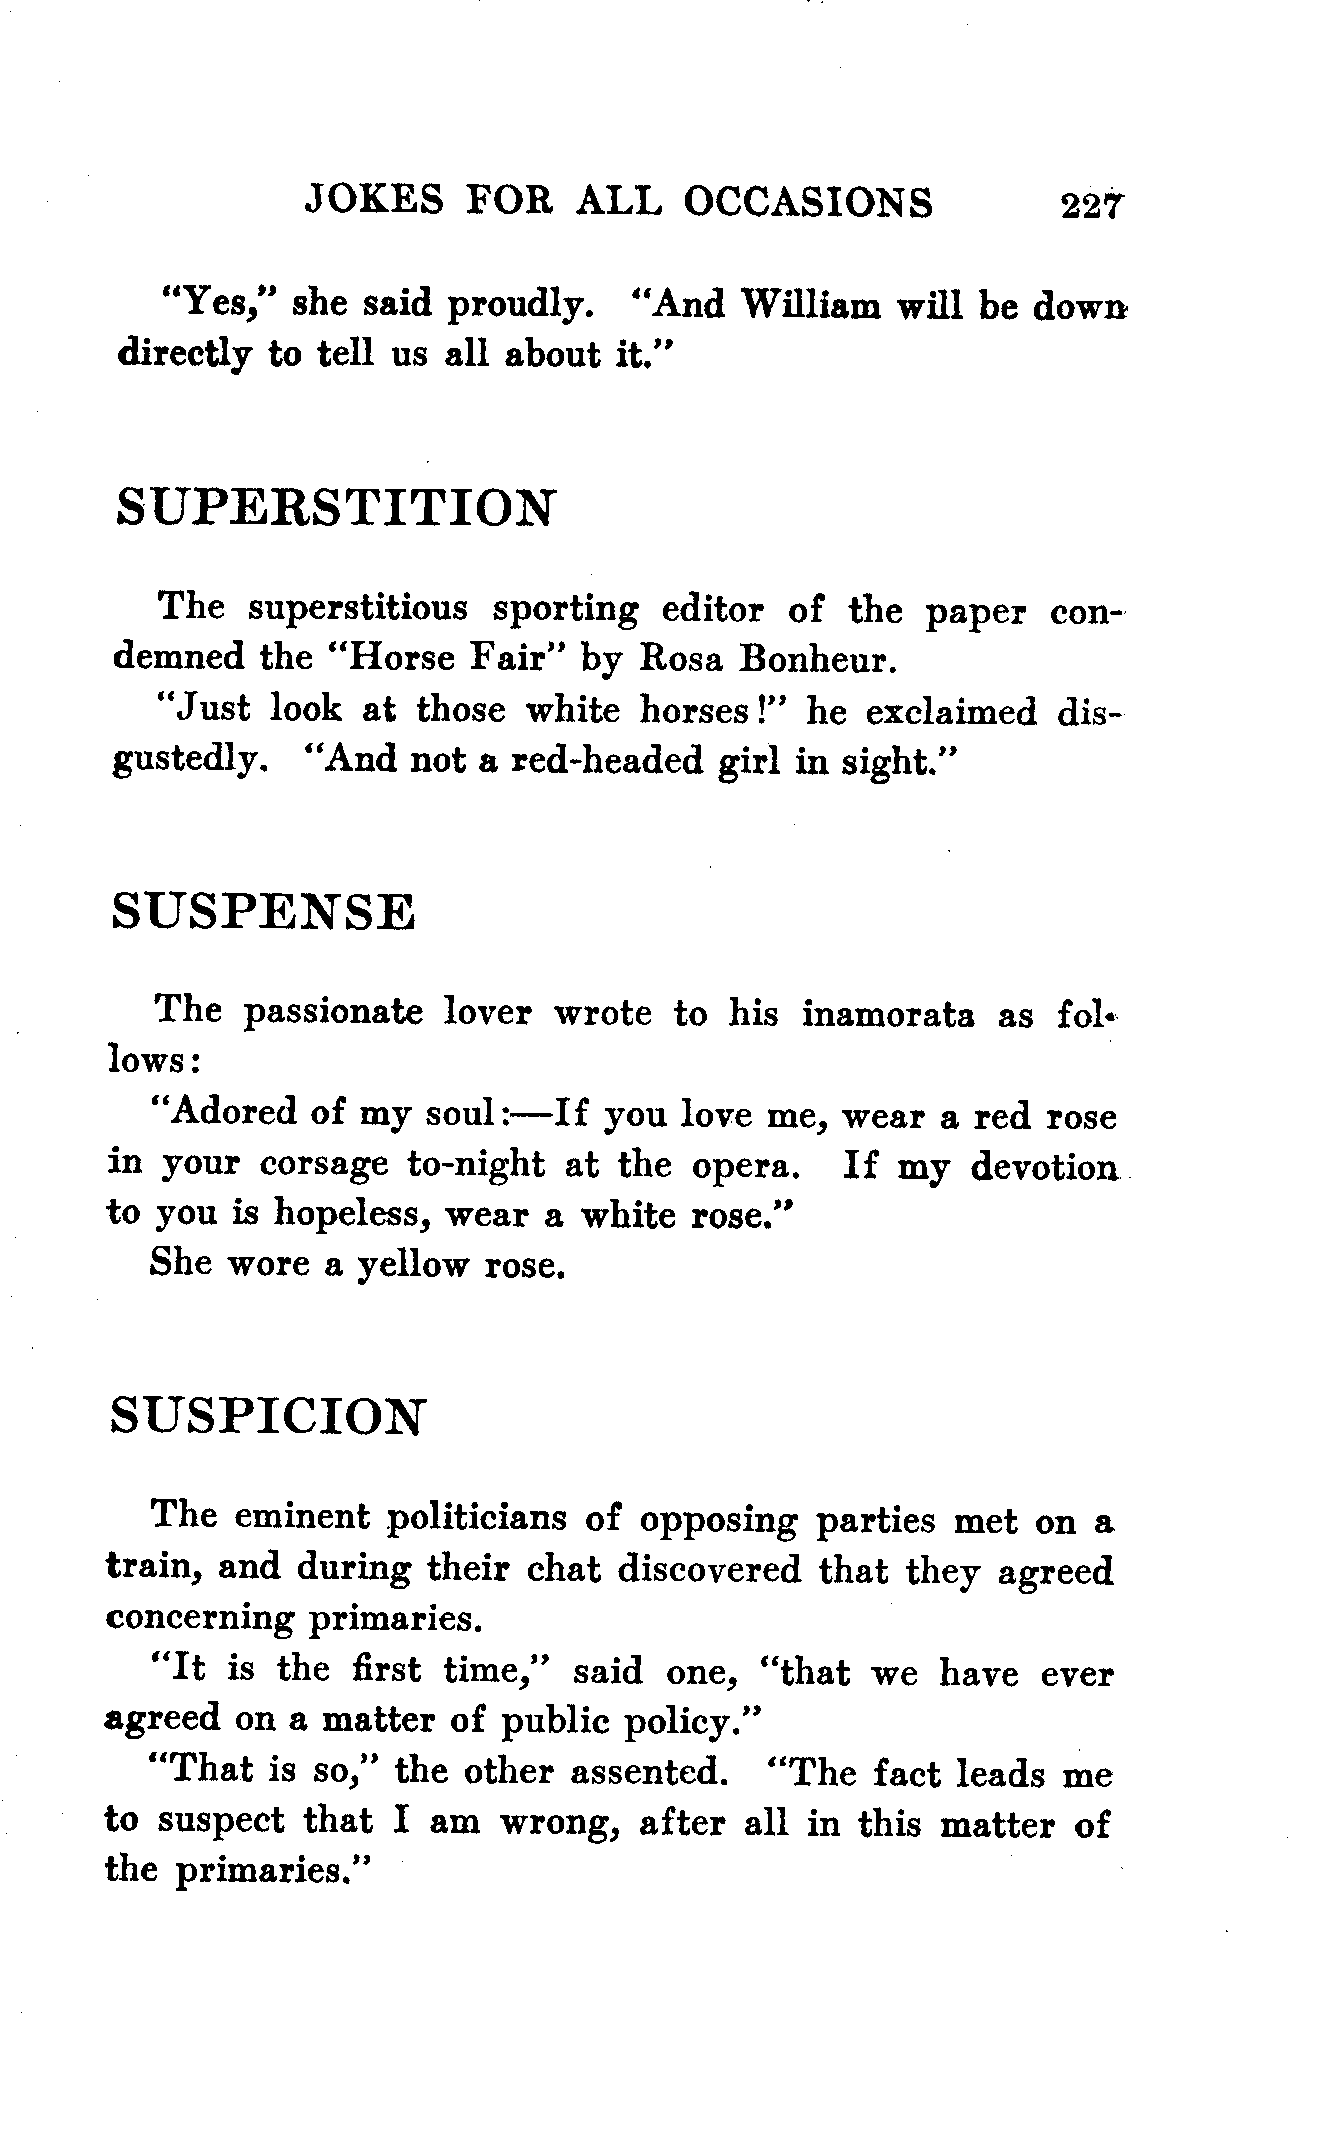 JOKES FOR ALL OCCASIONS 227
“Yes,” she said proudly. “And William will be down
directly to tell us all about it.”
SUPERSTITION
The superstitious sporting editor of the paper con-
demned the “Horse Fair” by Rosa Bonheur.
“Just look at those white horses!” he exclaimed dis-
gustedly. “And not a red-headed girl in sight.”
SUSPENSE
The passionate lover wrote to his inamorata as fol-
lows:
“Adored of my soul:—If you love me, wear a red rose
in your corsage to-night at the opera. If my devotion
to you is hopeless, wear a white rose.”
She wore a yellow rose.
SUSPICION
The eminent politicians of opposing parties met on a
train, and during their chat discovered that they agreed
concerning primaries.
“It is the first time,” said one, “that we have ever
agreed on a matter of public policy.”
“That is so,” the other assented. “The fact leads me
to suspect that I am wrong, after all in this matter of
the primaries.”